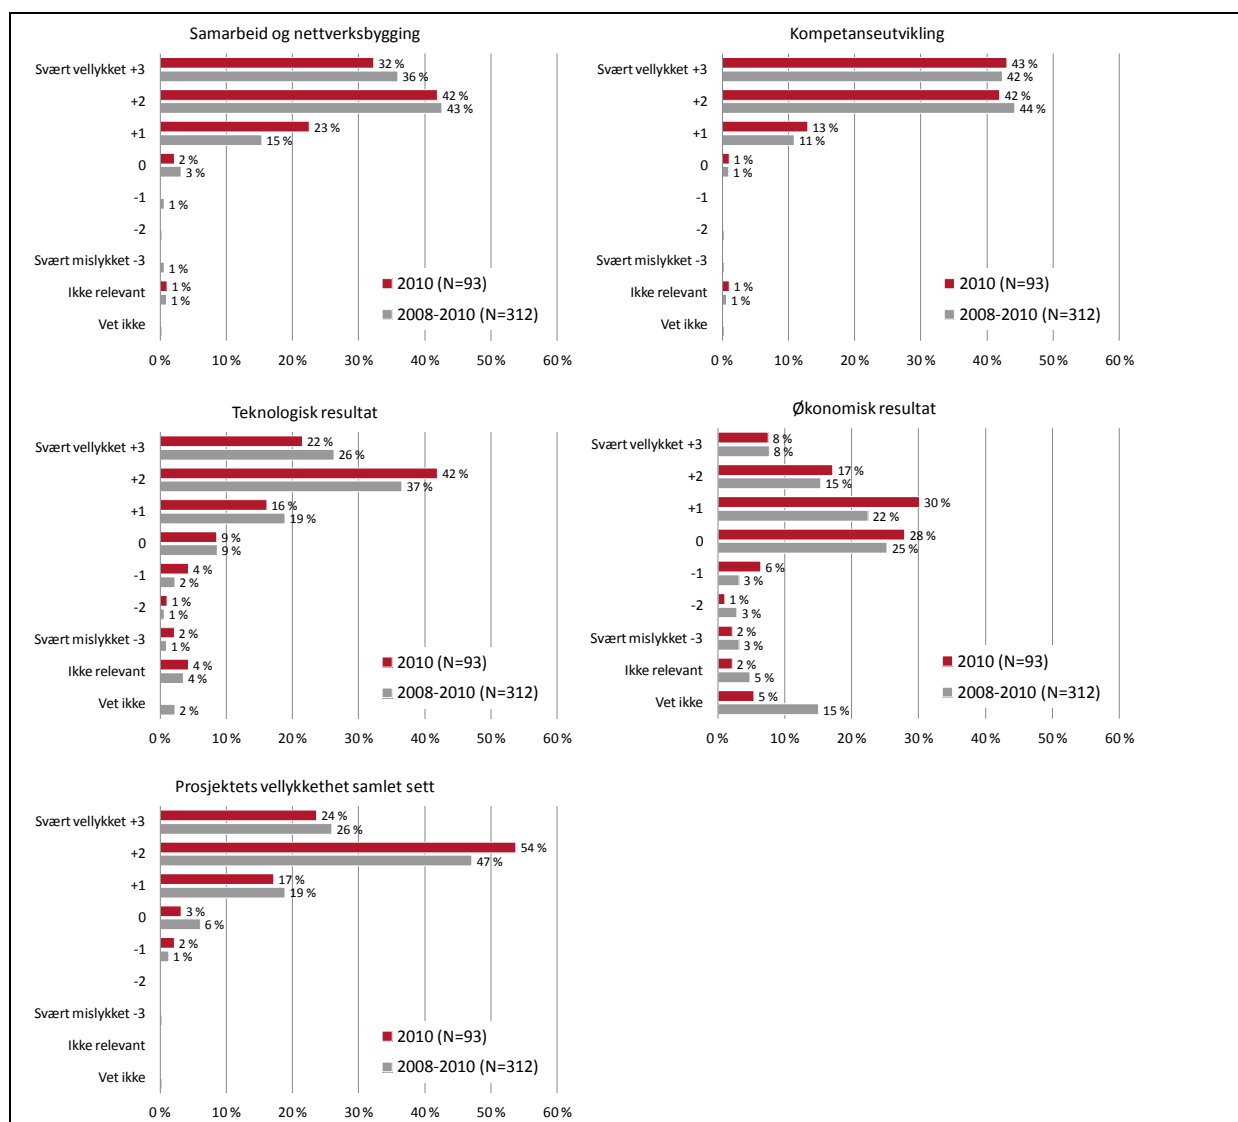 Samarbeid og nettverksbygging
Svært vellykket +3
32 %
36 %
+2
42 %
43 %
+1
23 %
15 %
0
2 %
3 %
-1
1 %
-2
Svært mislykket -3
1 %
Ikke relevant
1 %
1 %
Vet ikke
2010 (N=93)
2008-2010 (N=312)
0 % 10 % 20 % 30 % 40 % 50 % 60 %
Kompetanseutvikling
Svært vellykket +3
43 %
42 %
+2
42 %
44 %
+1
13 %
11 %
0
1 %
1 %
-1
-2
Svært mislykket -3
Ikke relevant
1 %
1 %
Vet ikke
2010 (N=93)
2008-2010 (N=312)
0 % 10 % 20 % 30 % 40 % 50 % 60 %
Teknologisk resultat
Svært vellykket +3
22 %
26 %
+2
42 %
37 %
+1
16 %
19 %
0
9 %
9 %
-1
4 %
2 %
-2
1 %
1 %
Svært mislykket -3
2 %
1 %
Ikke relevant
4 %
4 %
Vet ikke
2 %
2010 (N=93)
2008-2010 (N=312)
0 % 10 % 20 % 30 % 40 % 50 % 60 %
Økonomisk resultat
Svært vellykket +3
8 %
8 %
+2
17 %
15 %
+1
30 %
22 %
0
28 %
25 %
-1
6 %
3 %
-2
1 %
3 %
Svært mislykket -3
2 %
3 %
Ikke relevant
2 %
5 %
Vet ikke
5 %
15 %
2010 (N=93)
2008-2010 (N=312)
0 % 10 % 20 % 30 % 40 % 50 % 60 %
Prosjektets vellykkethet samlet sett
Svært vellykket +3
24 %
26 %
+2
54 %
47 %
+1
17 %
19 %
0
3 %
6 %
-1
2 %
1 %
-2
Svært mislykket -3
Ikke relevant
Vet ikke
2010 (N=93)
2008-2010 (N=312)
0 % 10 % 20 % 30 % 40 % 50 % 60 %